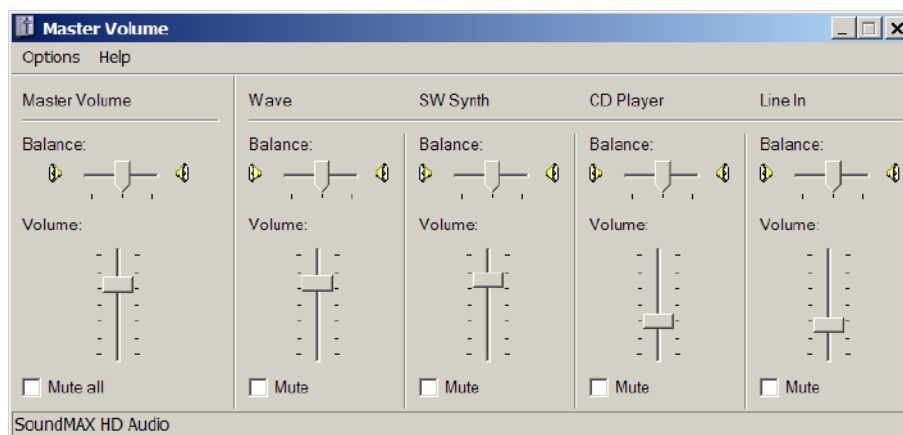 Master Volume
Options Help
Master Volume Wave SW Synth CD Player Line In
Balance: Balance: Balance: Balance: Balance:
Volume: Volume: Volume: Volume: Volume:
Mute all Mute Mute Mute Mute
SoundMAX HD Audio